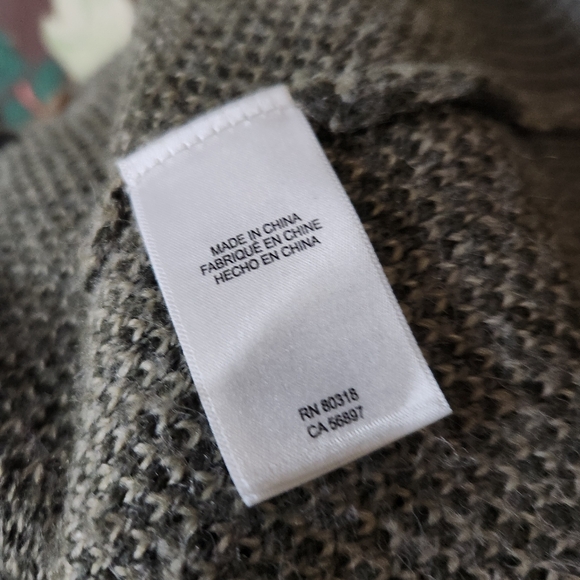 MADE IN CHINA
FABRIQUÉ EN CHINE
HECHO EN CHINA
RN 80318
CA 56897